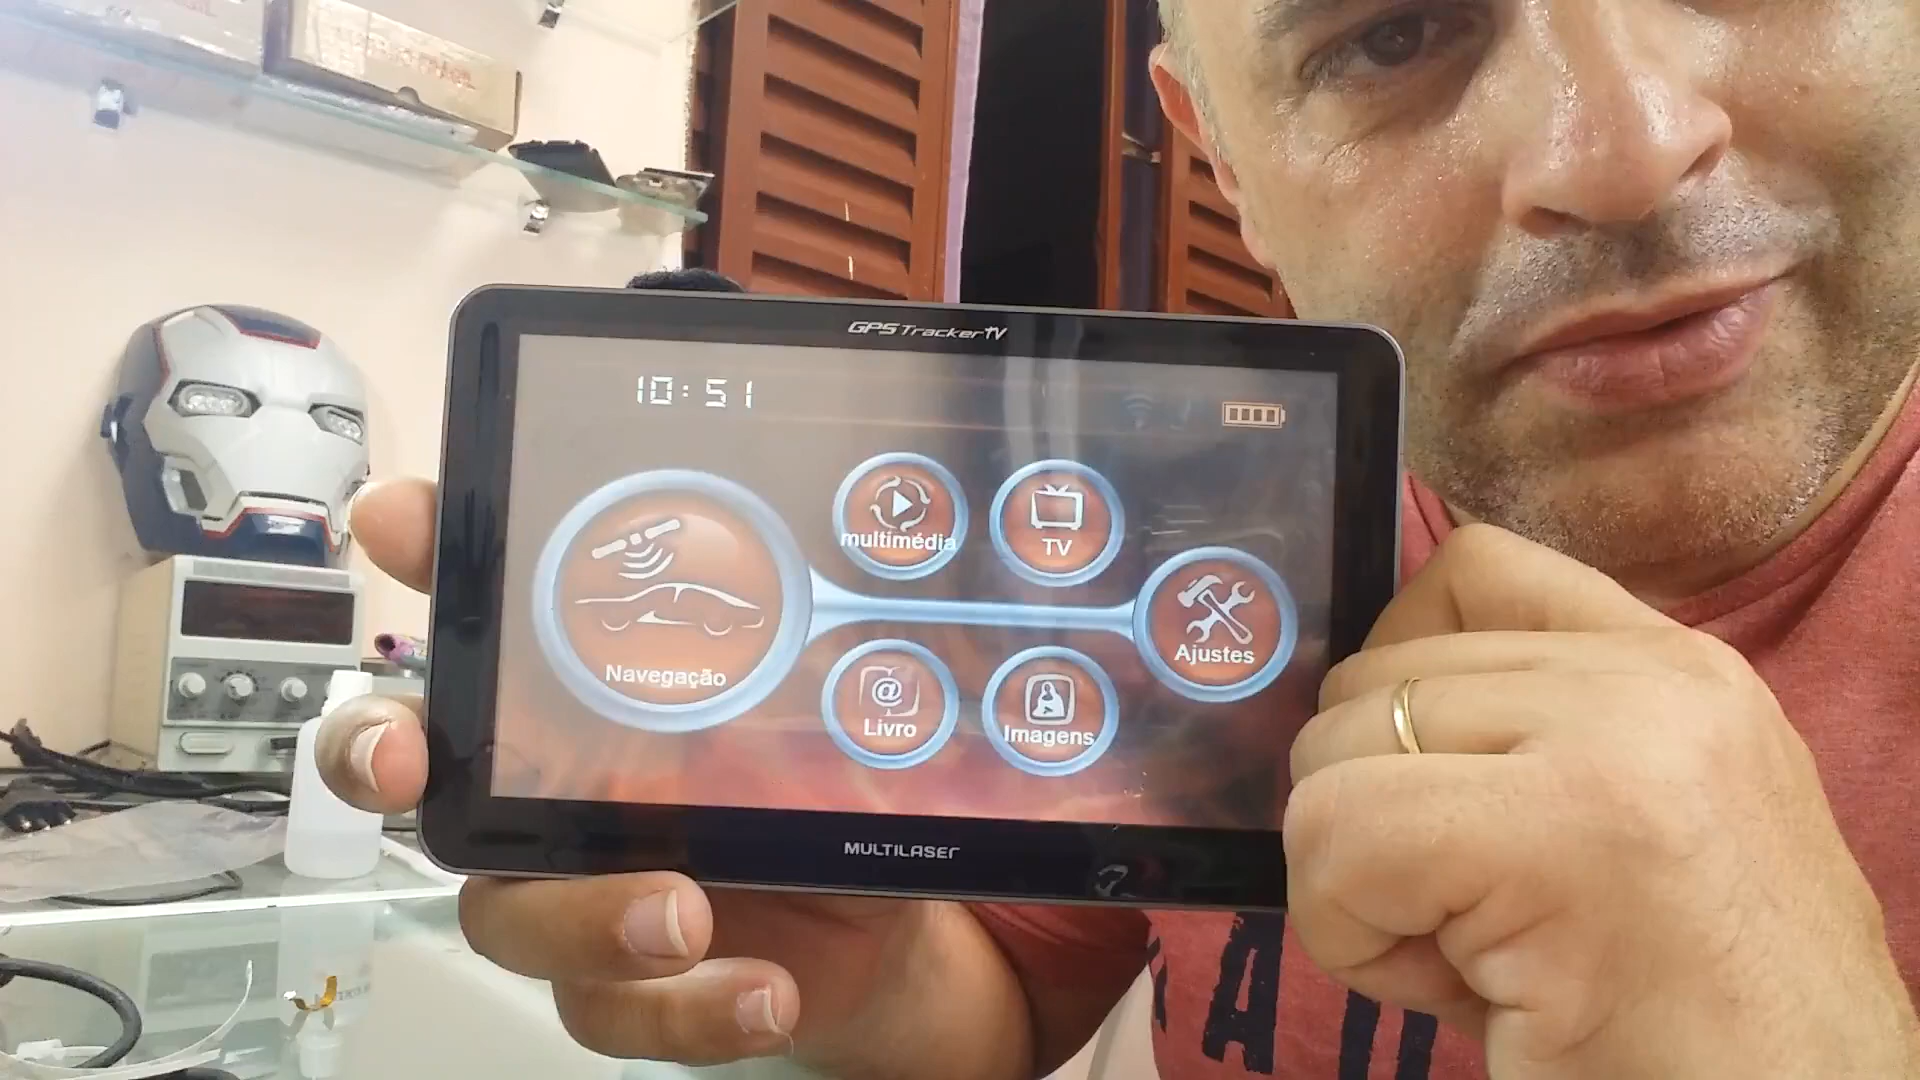 GPS Tracker TV
10:51
multimédia
TV
Navegação
Ajustes
Livro
Imagens
MULTILASER